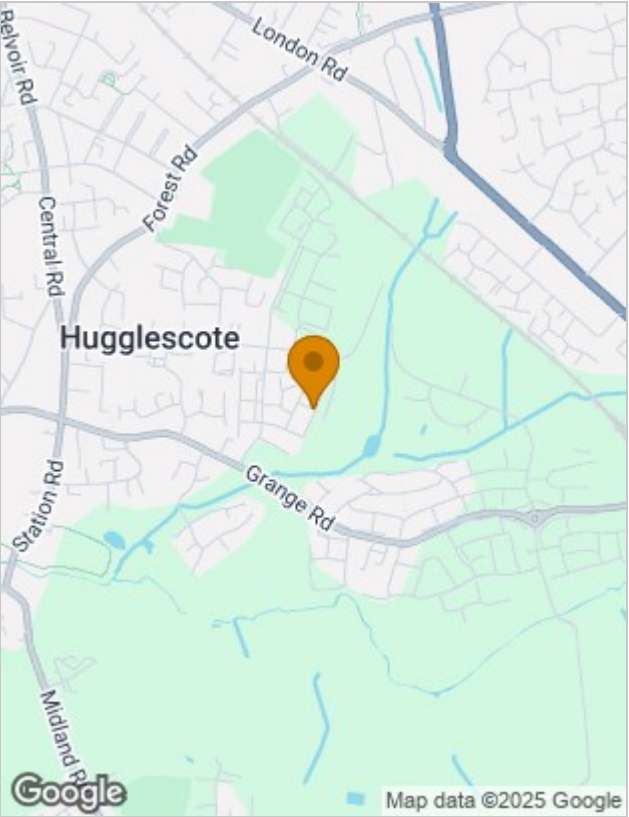 London Rd
Belvoir Rd
Forest Rd
Central Rd
Hugglescote
Grange Rd
Station Rd
Midland Rd
Google
Map data ©2025 Google